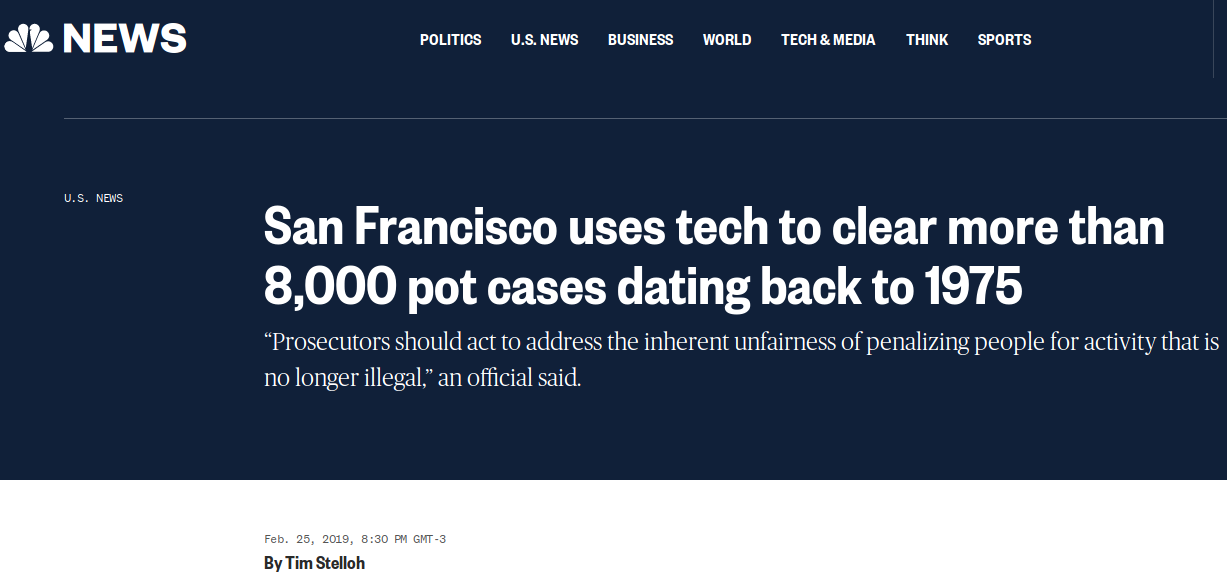 NEWS
POLITICS U.S. NEWS BUSINESS WORLD TECH & MEDIA THINK SPORTS
U.S. NEWS
San Francisco uses tech to clear more than
8,000 pot cases dating back to 1975
“Prosecutors should act to address the inherent unfairness of penalizing people for activity that is
no longer illegal,” an official said.
Feb. 25, 2019, 8:30 PM GMT-3
By Tim Stelloh